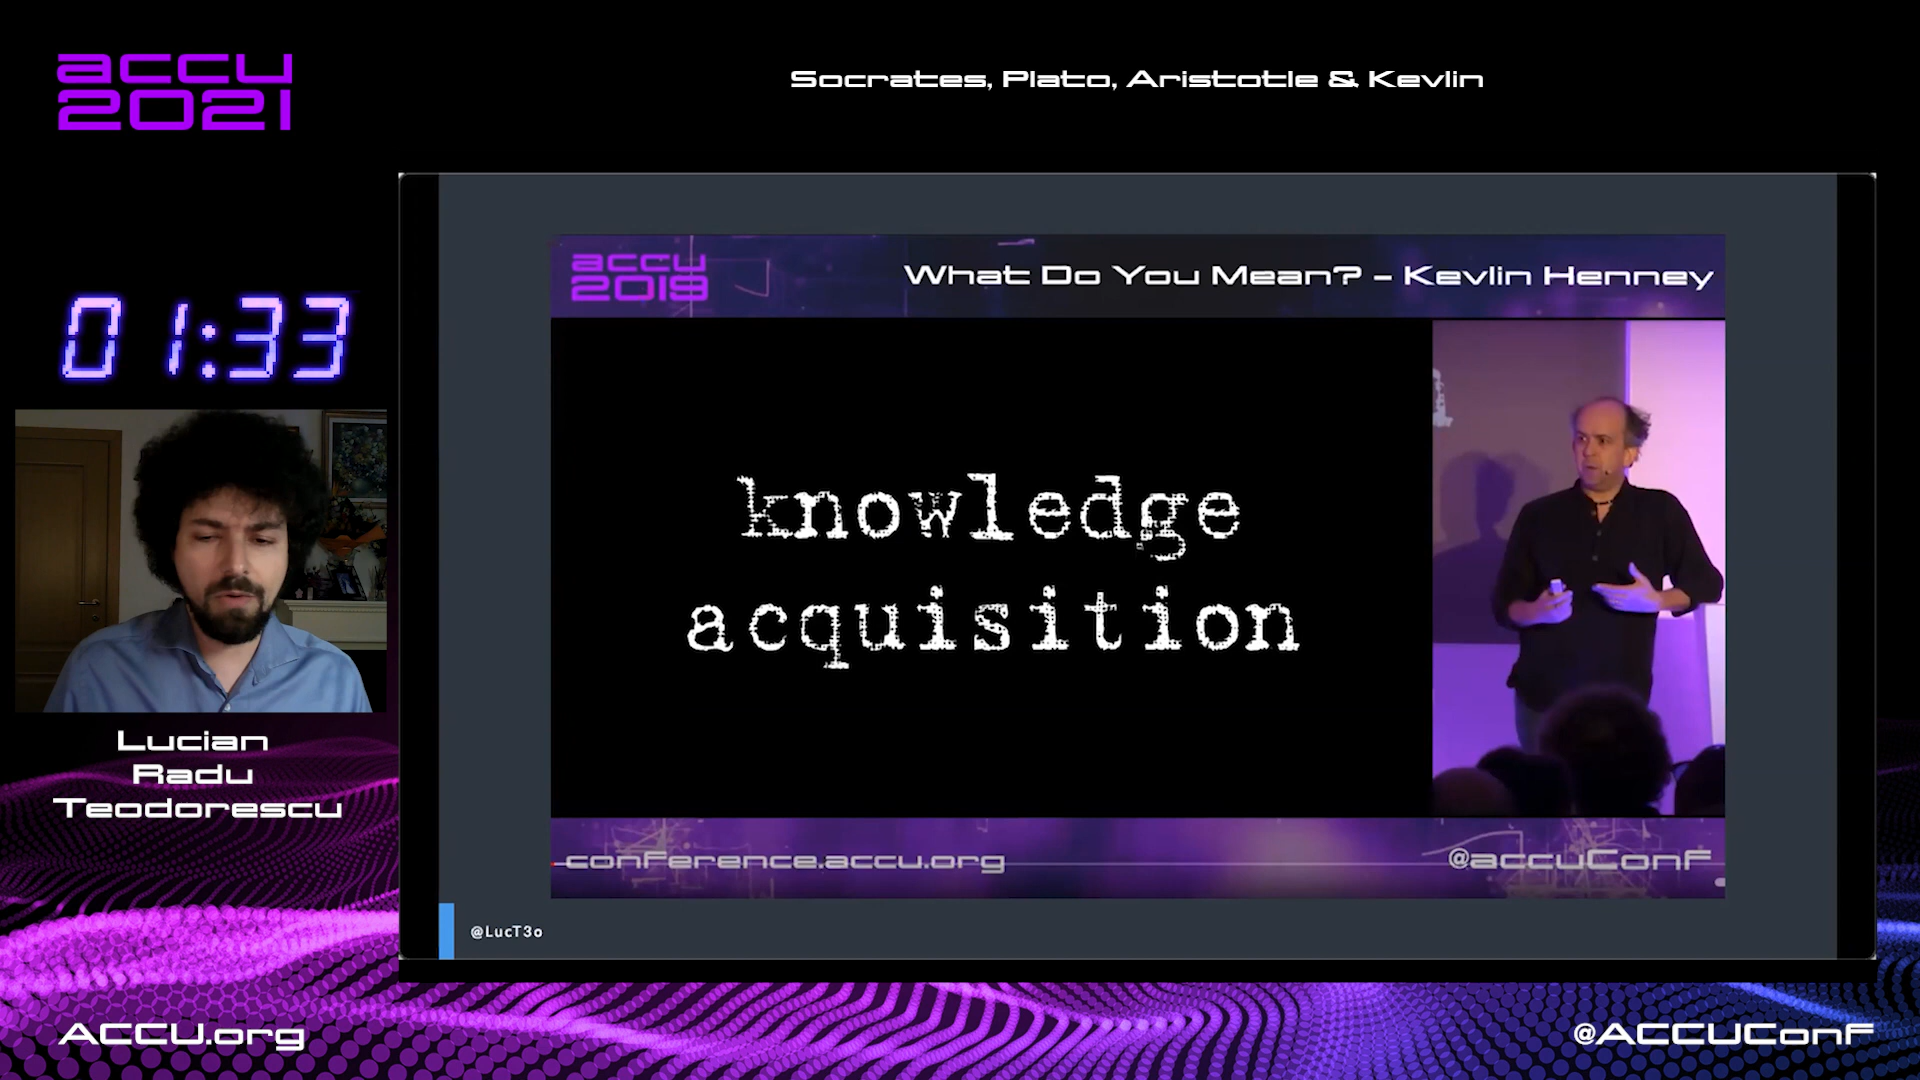 accu
2021
Socrates, Plato, Aristotle & Kevlin
01:33
Lucian
Radu
Teodorescu
accu
2019
What Do You Mean? - Kevlin Henney
knowledge
acquisition
conference.accu.org
@accuConf
@LucT3o
ACCU.org
@ACCUConf